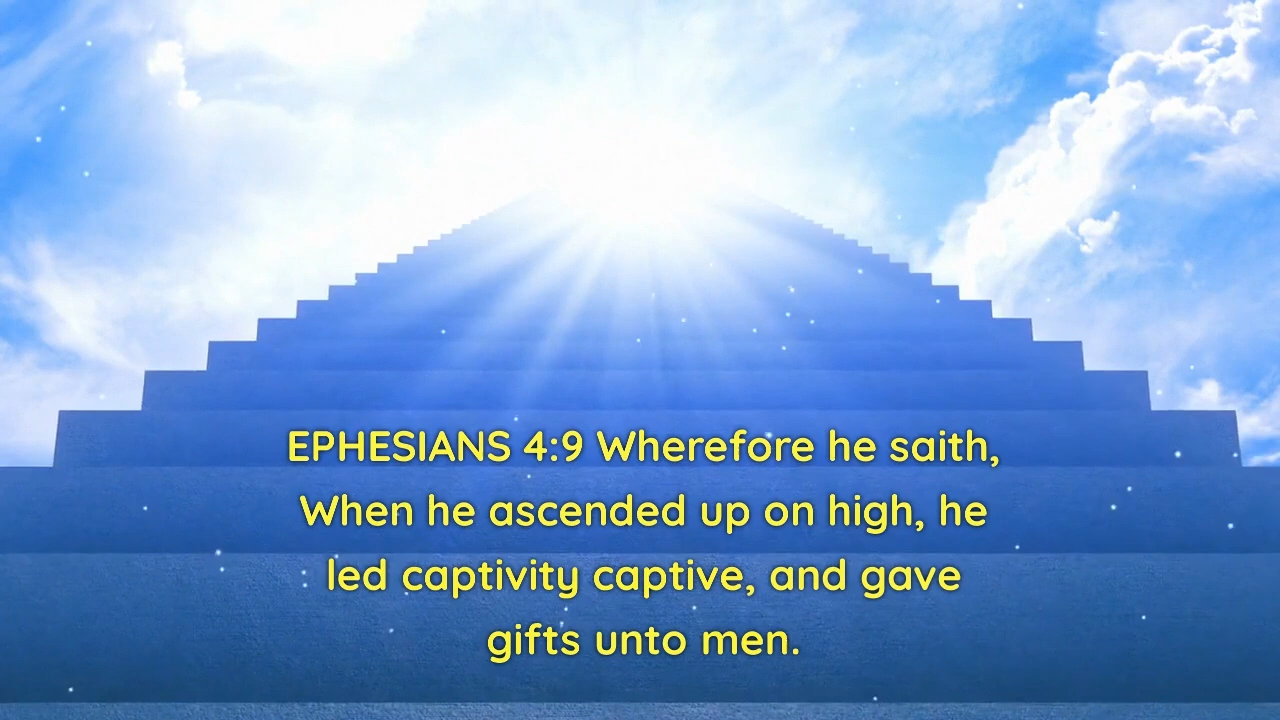 EPHESIANS 4:9 Wherefore he saith,
When he ascended up on high, he
led captivity captive, and gave
gifts unto men.